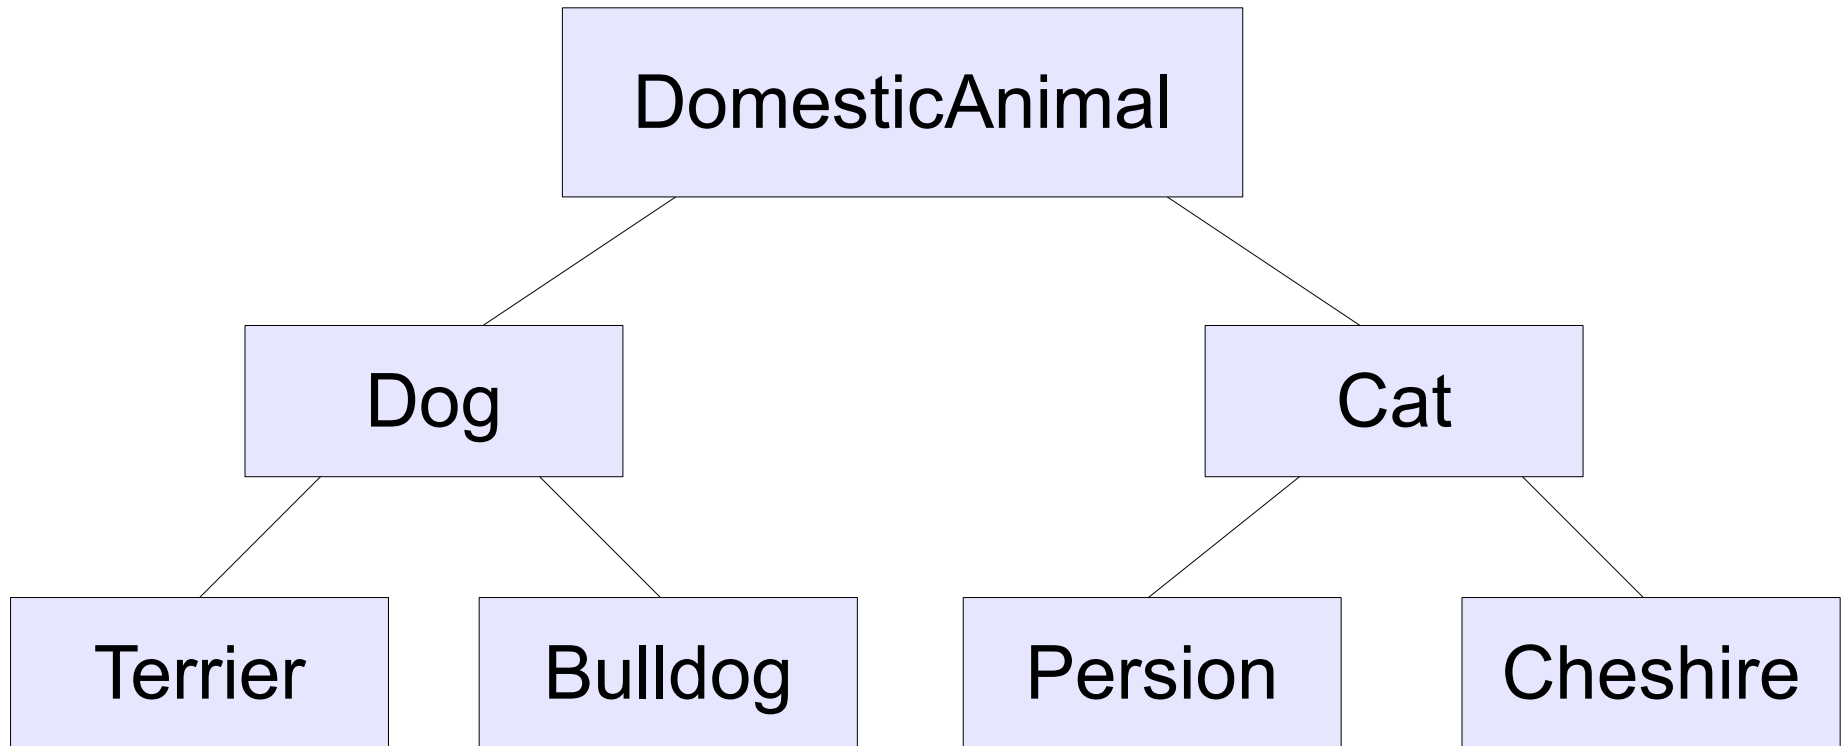 DomesticAnimal
Dog
Cat
Terrier
Bulldog
Persion
Cheshire